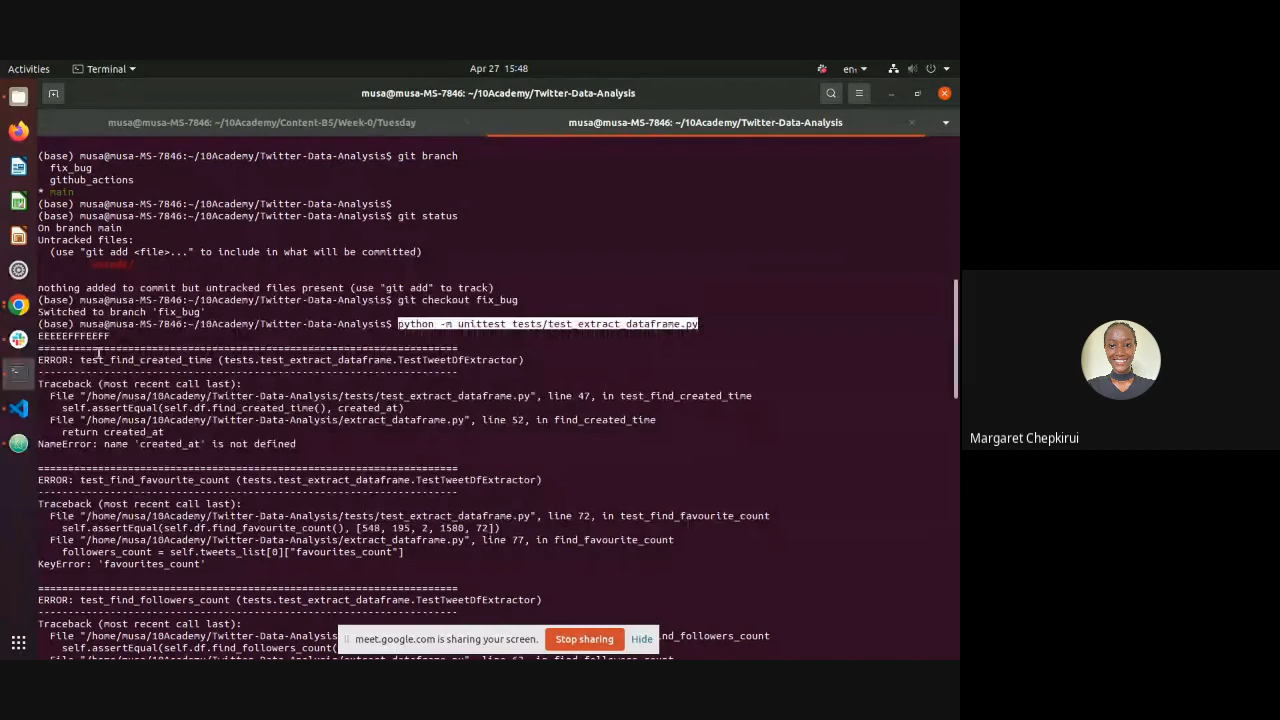 Activities
Terminal
Apr 27 15:48
en₁
musa@musa-MS-7846: ~/10Academy/Twitter-Data-Analysis
musa@musa-MS-7846: ~/10Academy/Content-B5/Week-0/Tuesday
musa@musa-MS-7846: ~/10Academy/Twitter-Data-Analysis
(base) musa@musa-MS-7846:~/10Academy/Twitter-Data-Analysis$ git branch
fix_bug
github_actions
* main
(base) musa@musa-MS-7846:~/10Academy/Twitter-Data-Analysis$
(base) musa@musa-MS-7846:~/10Academy/Twitter-Data-Analysis$ git status
On branch main
Untracked files:
(use "git add <file>..." to include in what will be committed)
nothing added to commit but untracked files present (use "git add" to track)
(base) musa@musa-MS-7846:~/10Academy/Twitter-Data-Analysis$ git checkout fix_bug
Switched to branch 'fix_bug'
(base) musa@musa-MS-7846:~/10Academy/Twitter-Data-Analysis$ python -m unittest tests/test_extract_dataframe.py
EEEEEFFFEEFF
======================================================================
ERROR: test_find_created_time (tests.test_extract_dataframe.TestTweetDfExtractor)
----------------------------------------------------------------------
Traceback (most recent call last):
File "/home/musa/10Academy/Twitter-Data-Analysis/tests/test_extract_dataframe.py", line 47, in test_find_created_time
self.assertEqual(self.df.find_created_time(), created_at)
File "/home/musa/10Academy/Twitter-Data-Analysis/extract_dataframe.py", line 52, in find_created_time
return created_at
NameError: name 'created_at' is not defined
======================================================================
ERROR: test_find_favourite_count (tests.test_extract_dataframe.TestTweetDfExtractor)
----------------------------------------------------------------------
Traceback (most recent call last):
File "/home/musa/10Academy/Twitter-Data-Analysis/tests/test_extract_dataframe.py", line 72, in test_find_favourite_count
self.assertEqual(self.df.find_favourite_count(), [548, 195, 2, 1580, 72])
File "/home/musa/10Academy/Twitter-Data-Analysis/extract_dataframe.py", line 77, in find_favourite_count
followers_count = self.tweets_list[0]["favourites_count"]
KeyError: 'favourites_count'
======================================================================
ERROR: test_find_followers_count (tests.test_extract_dataframe.TestTweetDfExtractor)
----------------------------------------------------------------------
Traceback (most recent call last):
File "/home/musa/10Academy/Twitter-Data-Analysis
nd_followers_count
self.assertEqual(self.df.find_followers_count(
meet.google.com is sharing your screen.
Stop sharing
Hide
Margaret Chepkirui